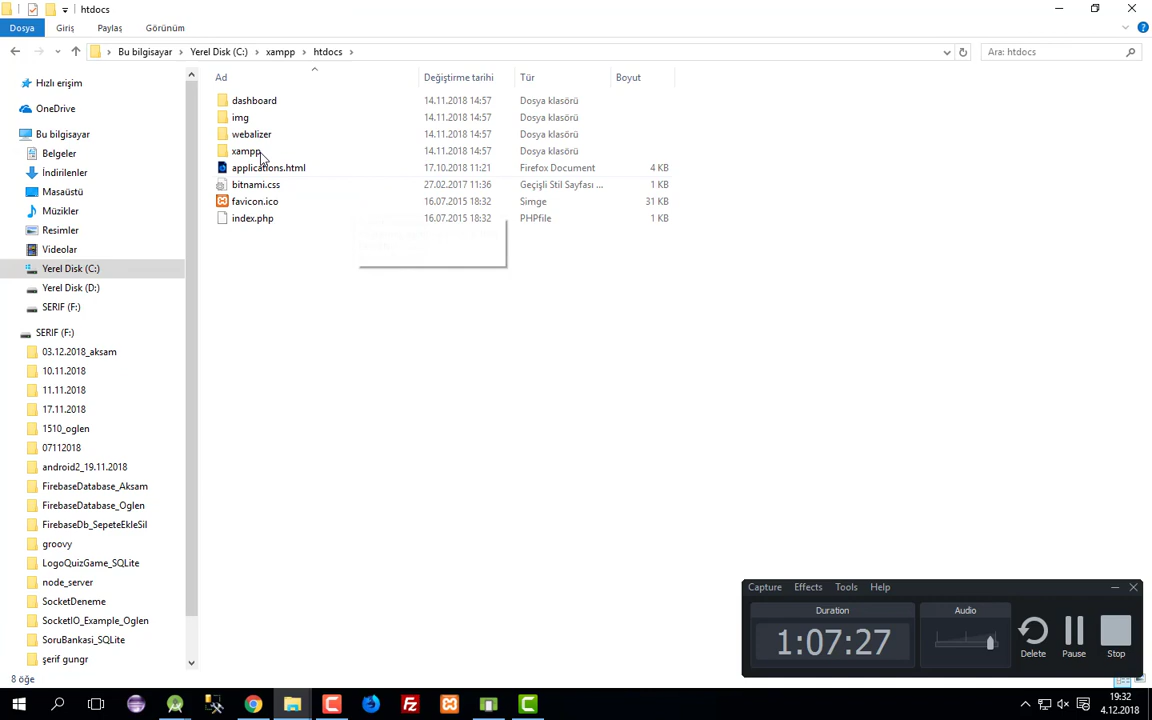 htdocs
Dosya Giriş Paylaş Görünüm
Bu bilgisayar Yerel Disk (C:) xampp htdocs
Ara: htdocs
Ad Değiştirme tarihi Tür Boyut
dashboard 14.11.2018 14:57 Dosya klasörü
img 14.11.2018 14:57 Dosya klasörü
webalizer 14.11.2018 14:57 Dosya klasörü
xampp 14.11.2018 14:57 Dosya klasörü
applications.html 17.10.2018 11:21 Firefox Document 4 KB
bitnami.css 27.02.2017 11:36 Geçişli Stil Sayfası ... 1 KB
favicon.ico 16.07.2015 18:32 Simge 31 KB
index.php 16.07.2015 18:32 PHPfile 1 KB
Hızlı erişim
OneDrive
Bu bilgisayar
Belgeler
İndirilenler
Masaüstü
Müzikler
Resimler
Videolar
Yerel Disk (C:)
Yerel Disk (D:)
SERIF (F:)
SERIF (F:)
03.12.2018_aksam
10.11.2018
11.11.2018
17.11.2018
1510_oglen
07112018
android2_19.11.2018
FirebaseDatabase_Aksam
FirebaseDatabase_Oglen
FirebaseDb_SepeteEkleSil
groovy
LogoQuizGame_SQLite
node_server
SocketDeneme
SocketIO_Example_Oglen
SoruBankasi_SQLite
şerif gungr
8 öğe
Capture Effects Tools Help
Duration Audio
1:07:27
Delete Pause Stop
19:32
4.12.2018